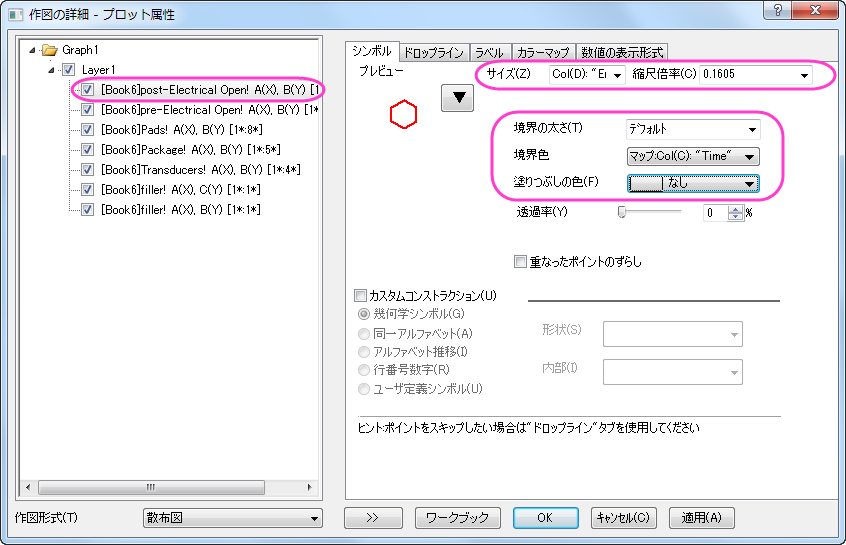 作図の詳細 - プロット属性
Graph1
Layer1
[Book6]post-Electrical Open! A(X), B(Y) [1
[Book6]pre-Electrical Open! A(X), B(Y) [1*
[Book6]Pads! A(X), B(Y) [1*:8*]
[Book6]Package! A(X), B(Y) [1*:5*]
[Book6]Transducers! A(X), B(Y) [1*:4*]
[Book6]filler! A(X), C(Y) [1*:1*]
[Book6]filler! A(X), B(Y) [1*:1*]
作図形式(T) 散布図
シンボル ドロップライン ラベル カラーマップ 数値の表示形式
プレビュー
サイズ(Z) Col(D): "En 縮尺倍率(C) 0.1605
境界の太さ(T) デフォルト
境界色 マップ:Col(C): "Time"
塗りつぶしの色(F) なし
透過率(Y) 0 %
重なったポイントのずらし
カスタムコンストラクション(U)
幾何学シンボル(G)
同一アルファベット(A)
アルファベット推移(I)
行番号数字(R)
ユーザ定義シンボル(U)
形状(S)
内部(I)
ヒント:ポイントをスキップしたい場合は"ドロップライン"タブを使用してください
>> ワークブック OK キャンセル(C) 適用(A)